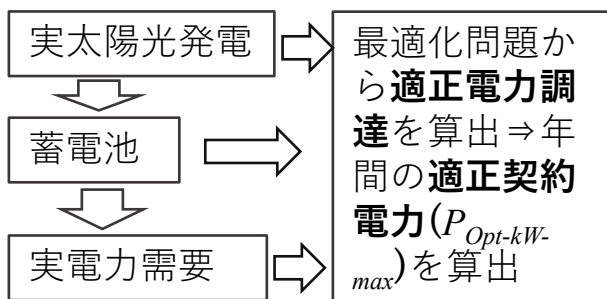 実太陽光発電
蓄電池
実電力需要
最適化問題か
ら適正電力調
達を算出⇒年
間の適正契約
電力(P_Opt-kW-
max)を算出